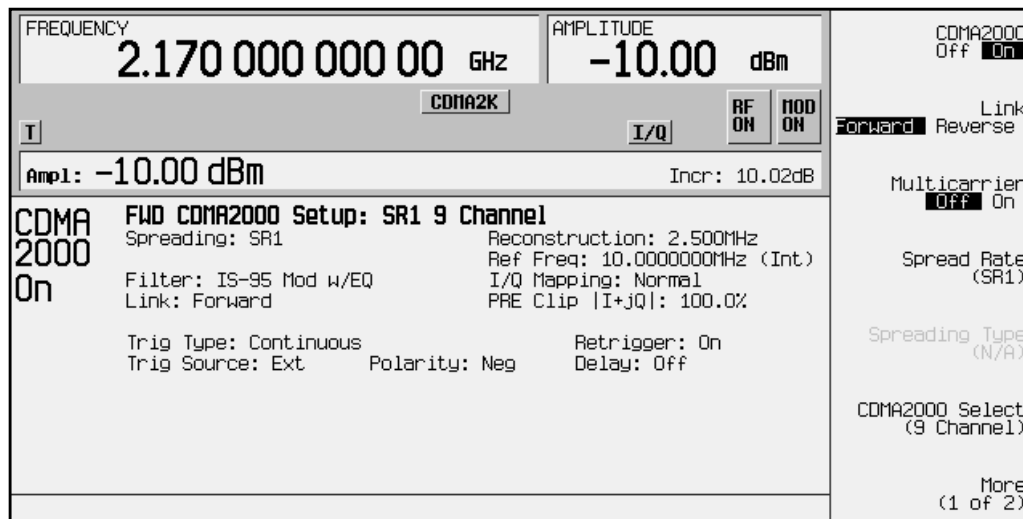 FREQUENCY
2.170 000 000 00 GHz
AMPLITUDE
-10.00 dBm
CDMA2K
T
I/Q
RF ON
MOD ON
Ampl: -10.00 dBm
Incr: 10.02dB
CDMA
2000
On
FWD CDMA2000 Setup: SR1 9 Channel
Spreading: SR1
Reconstruction: 2.500MHz
Ref Freq: 10.0000000MHz (Int)
Filter: IS-95 Mod w/EQ
I/Q Mapping: Normal
Link: Forward
PRE Clip |I+jQ|: 100.0%
Trig Type: Continuous
Retrigger: On
Trig Source: Ext
Polarity: Neg
Delay: Off
CDMA2000
Off On
Link
Forward Reverse
Multicarrier
Off On
Spread Rate
(SR1)
Spreading Type
(N/A)
CDMA2000 Select
(9 Channel)
More
(1 of 2)